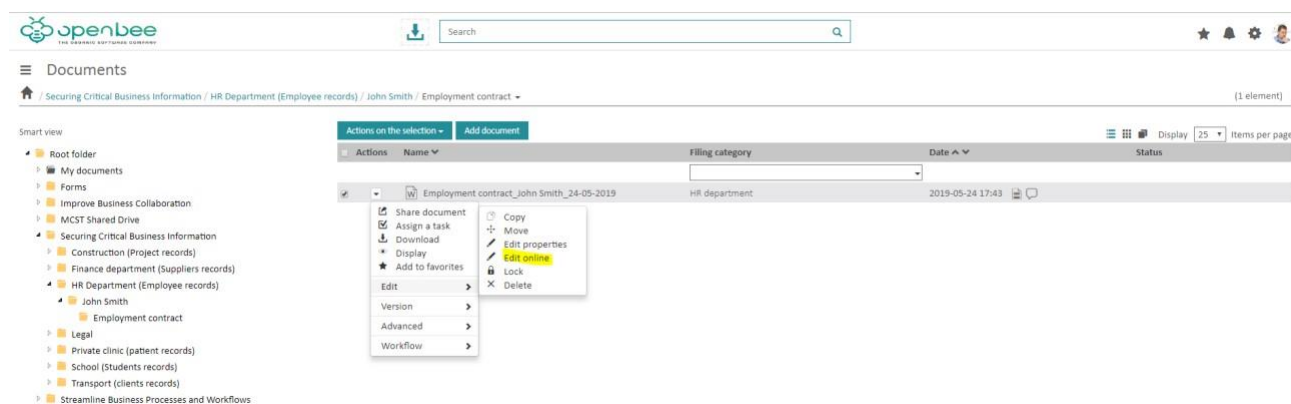 openbee
THE ORGANIC SOFTWARE COMPANY
Search
Documents
/ Securing Critical Business Information / HR Department (Employee records) / John Smith / Employment contract
(1 element)
Smart view
Actions on the selection
Add document
Display 25 Items per page
Root folder
My documents
Forms
Improve Business Collaboration
MCST Shared Drive
Securing Critical Business Information
Construction (Project records)
Finance department (Suppliers records)
HR Department (Employee records)
John Smith
Employment contract
Legal
Private clinic (patient records)
School (Students records)
Transport (clients records)
Streamline Business Processes and Workflows
Actions Name Filing category Date Status
Employment contract_John Smith_24-05-2019 HR department 2019-05-24 17:43
Share document
Assign a task
Download
Display
Add to favorites
Edit
Version
Advanced
Workflow
Copy
Move
Edit properties
Edit online
Lock
Delete